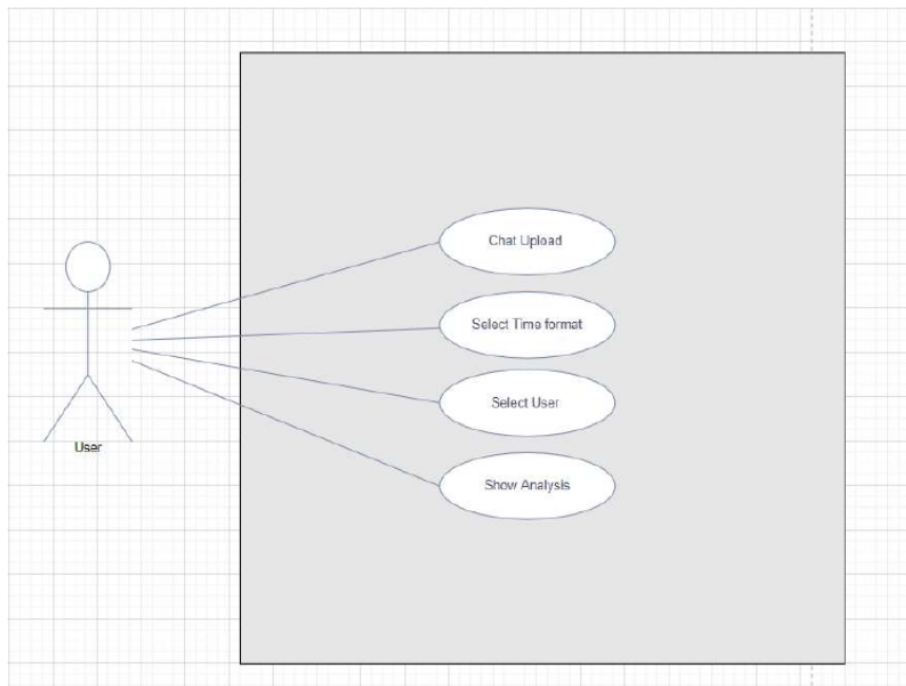 Chat Upload
Select Time format
Select User
Show Analysis
User